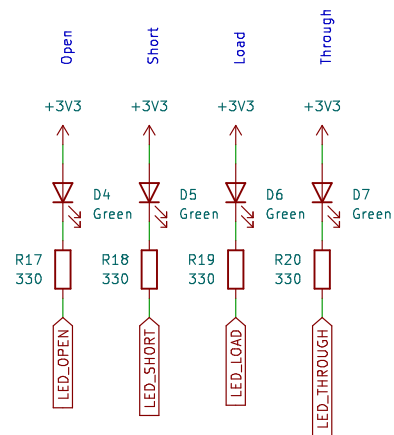 Open
Short
Load
Through
+3V3
+3V3
+3V3
+3V3
D4
Green
D5
Green
D6
Green
D7
Green
R17
330
R18
330
R19
330
R20
330
LED_OPEN
LED_SHORT
LED_LOAD
LED_THROUGH